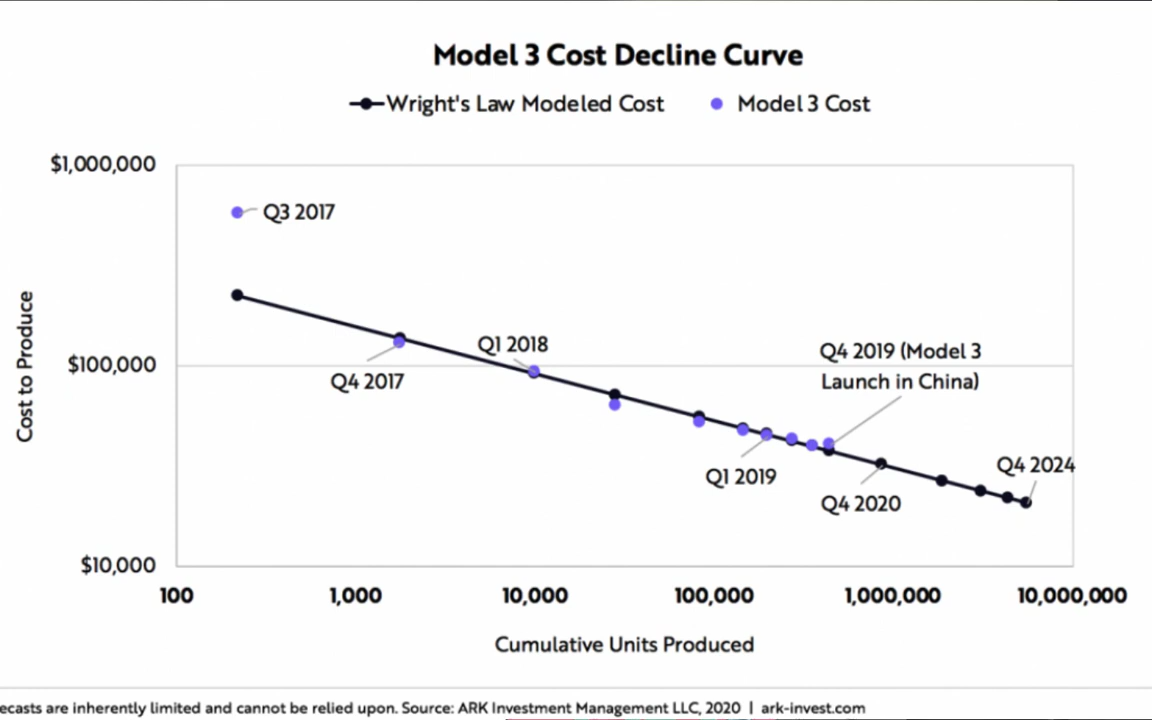 Model 3 Cost Decline Curve
Wright's Law Modeled Cost
Model 3 Cost
$1,000,000
Q3 2017
Q1 2018
Q4 2019 (Model 3
Launch in China)
$100,000
Q4 2017
Cost to Produce
Q4 2024
Q1 2019
Q4 2020
$10,000
100 1,000 10,000 100,000 1,000,000 10,000,000
Cumulative Units Produced
are inherently limited and cannot be relied upon. Source: ARK Investment Management LLC, 2020 | ark-invest.com